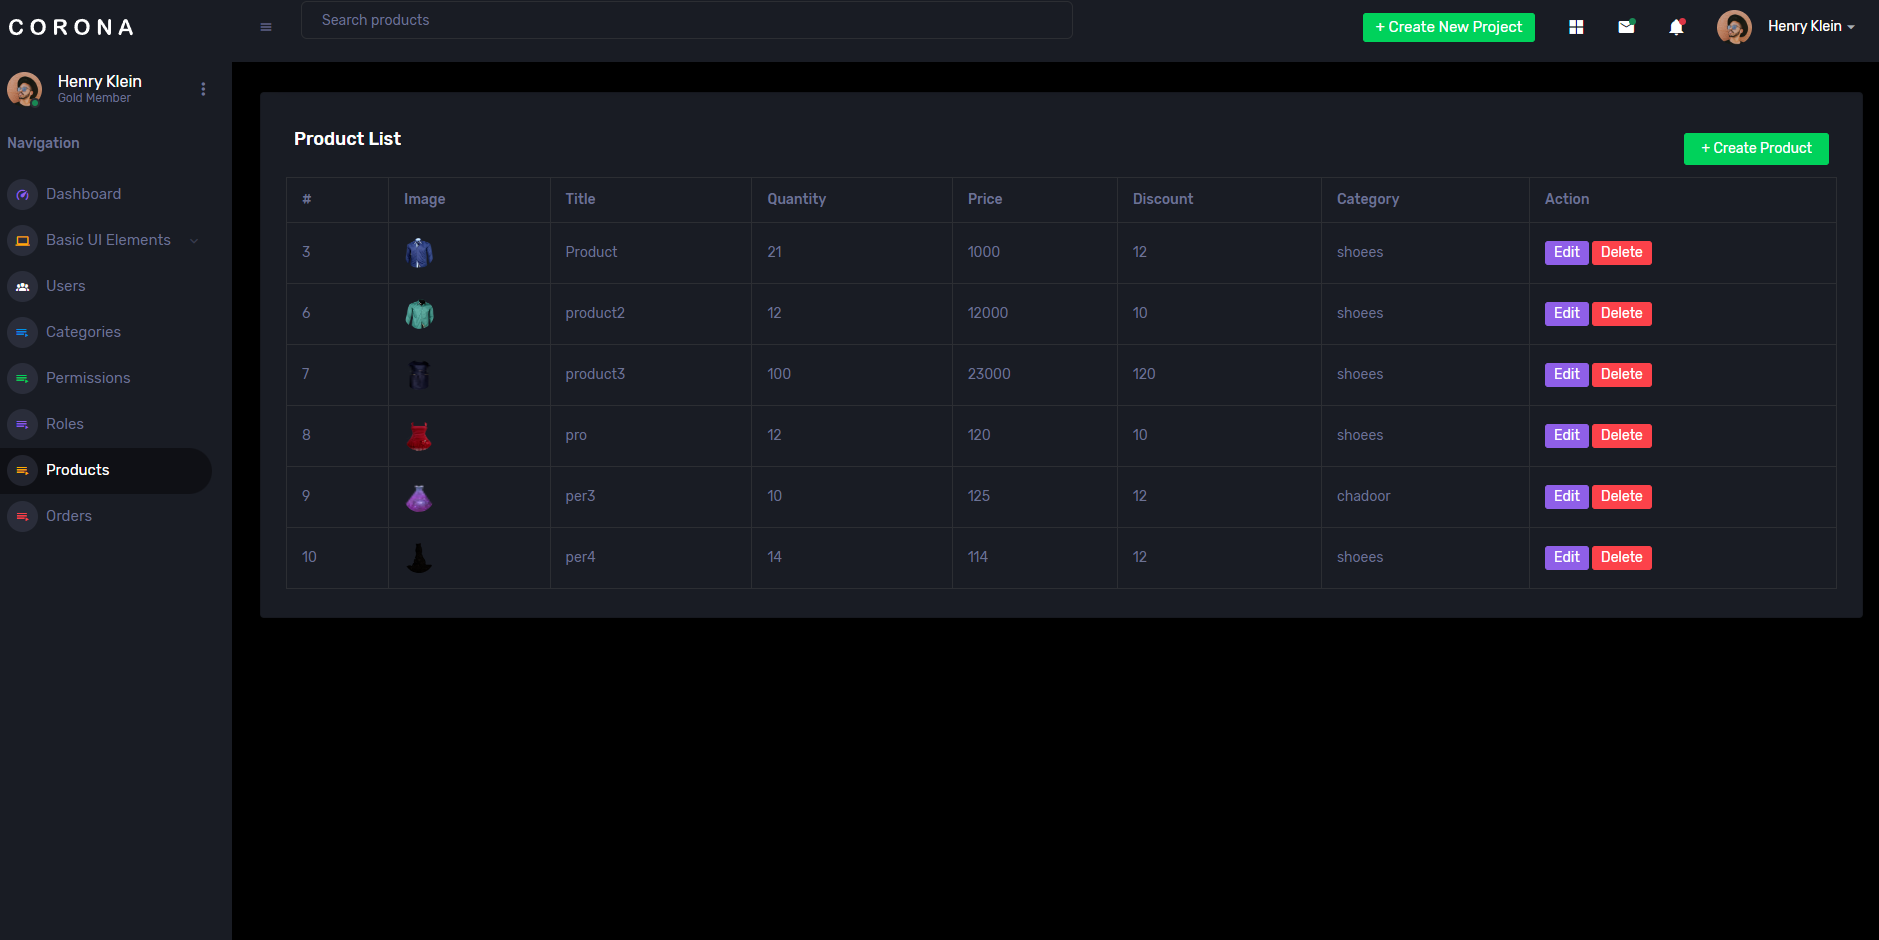 CORONA
Search products
+ Create New Project
Henry Klein
Henry Klein
Gold Member
Navigation
Dashboard
Basic UI Elements
Users
Categories
Permissions
Roles
Products
Orders
Product List
+ Create Product
# Image Title Quantity Price Discount Category Action
3 Product 21 1000 12 shoees Edit Delete
6 product2 12 12000 10 shoees Edit Delete
7 product3 100 23000 120 shoees Edit Delete
8 pro 12 120 10 shoees Edit Delete
9 per3 10 125 12 chadoor Edit Delete
10 per4 14 114 12 shoees Edit Delete